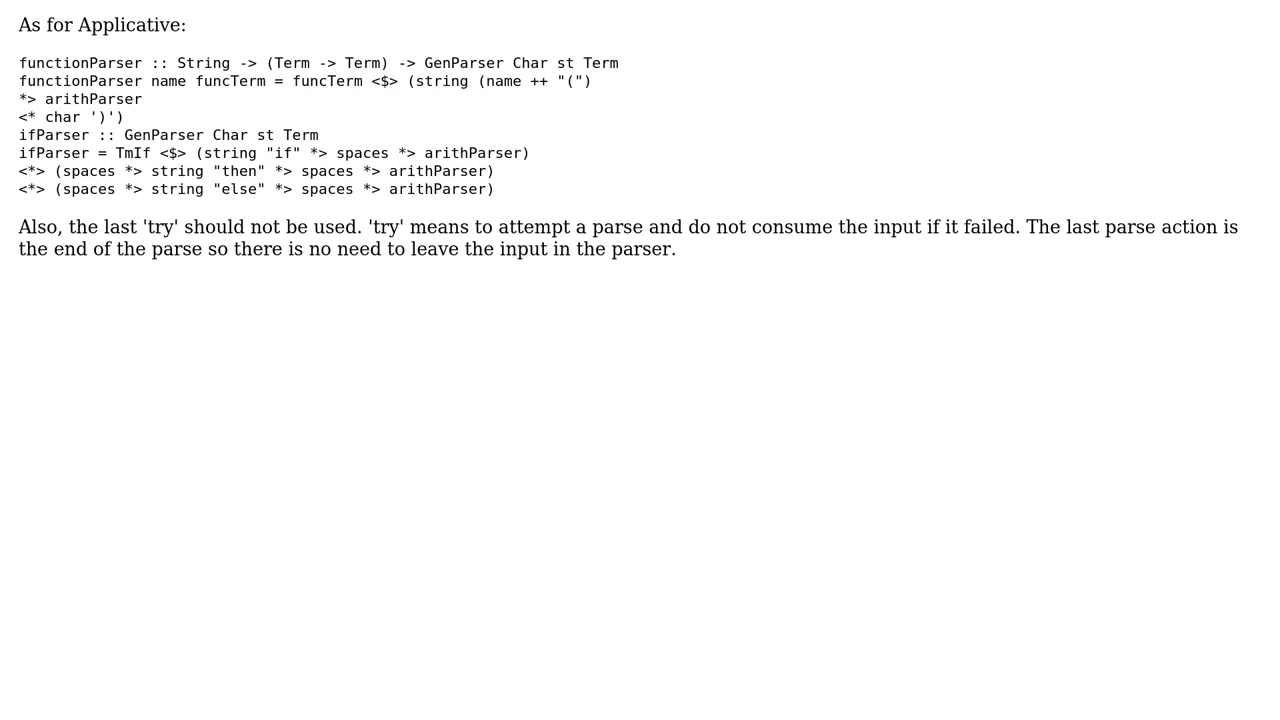 As for Applicative:
functionParser :: String -> (Term -> Term) -> GenParser Char st Term
functionParser name funcTerm = funcTerm <$> (string (name ++ "(")
*> arithParser
<* char ')')
ifParser :: GenParser Char st Term
ifParser = TmIf <$> (string "if" *> spaces *> arithParser)
<*> (spaces *> string "then" *> spaces *> arithParser)
<*> (spaces *> string "else" *> spaces *> arithParser)
Also, the last 'try' should not be used. 'try' means to attempt a parse and do not consume the input if it failed. The last parse action is
the end of the parse so there is no need to leave the input in the parser.